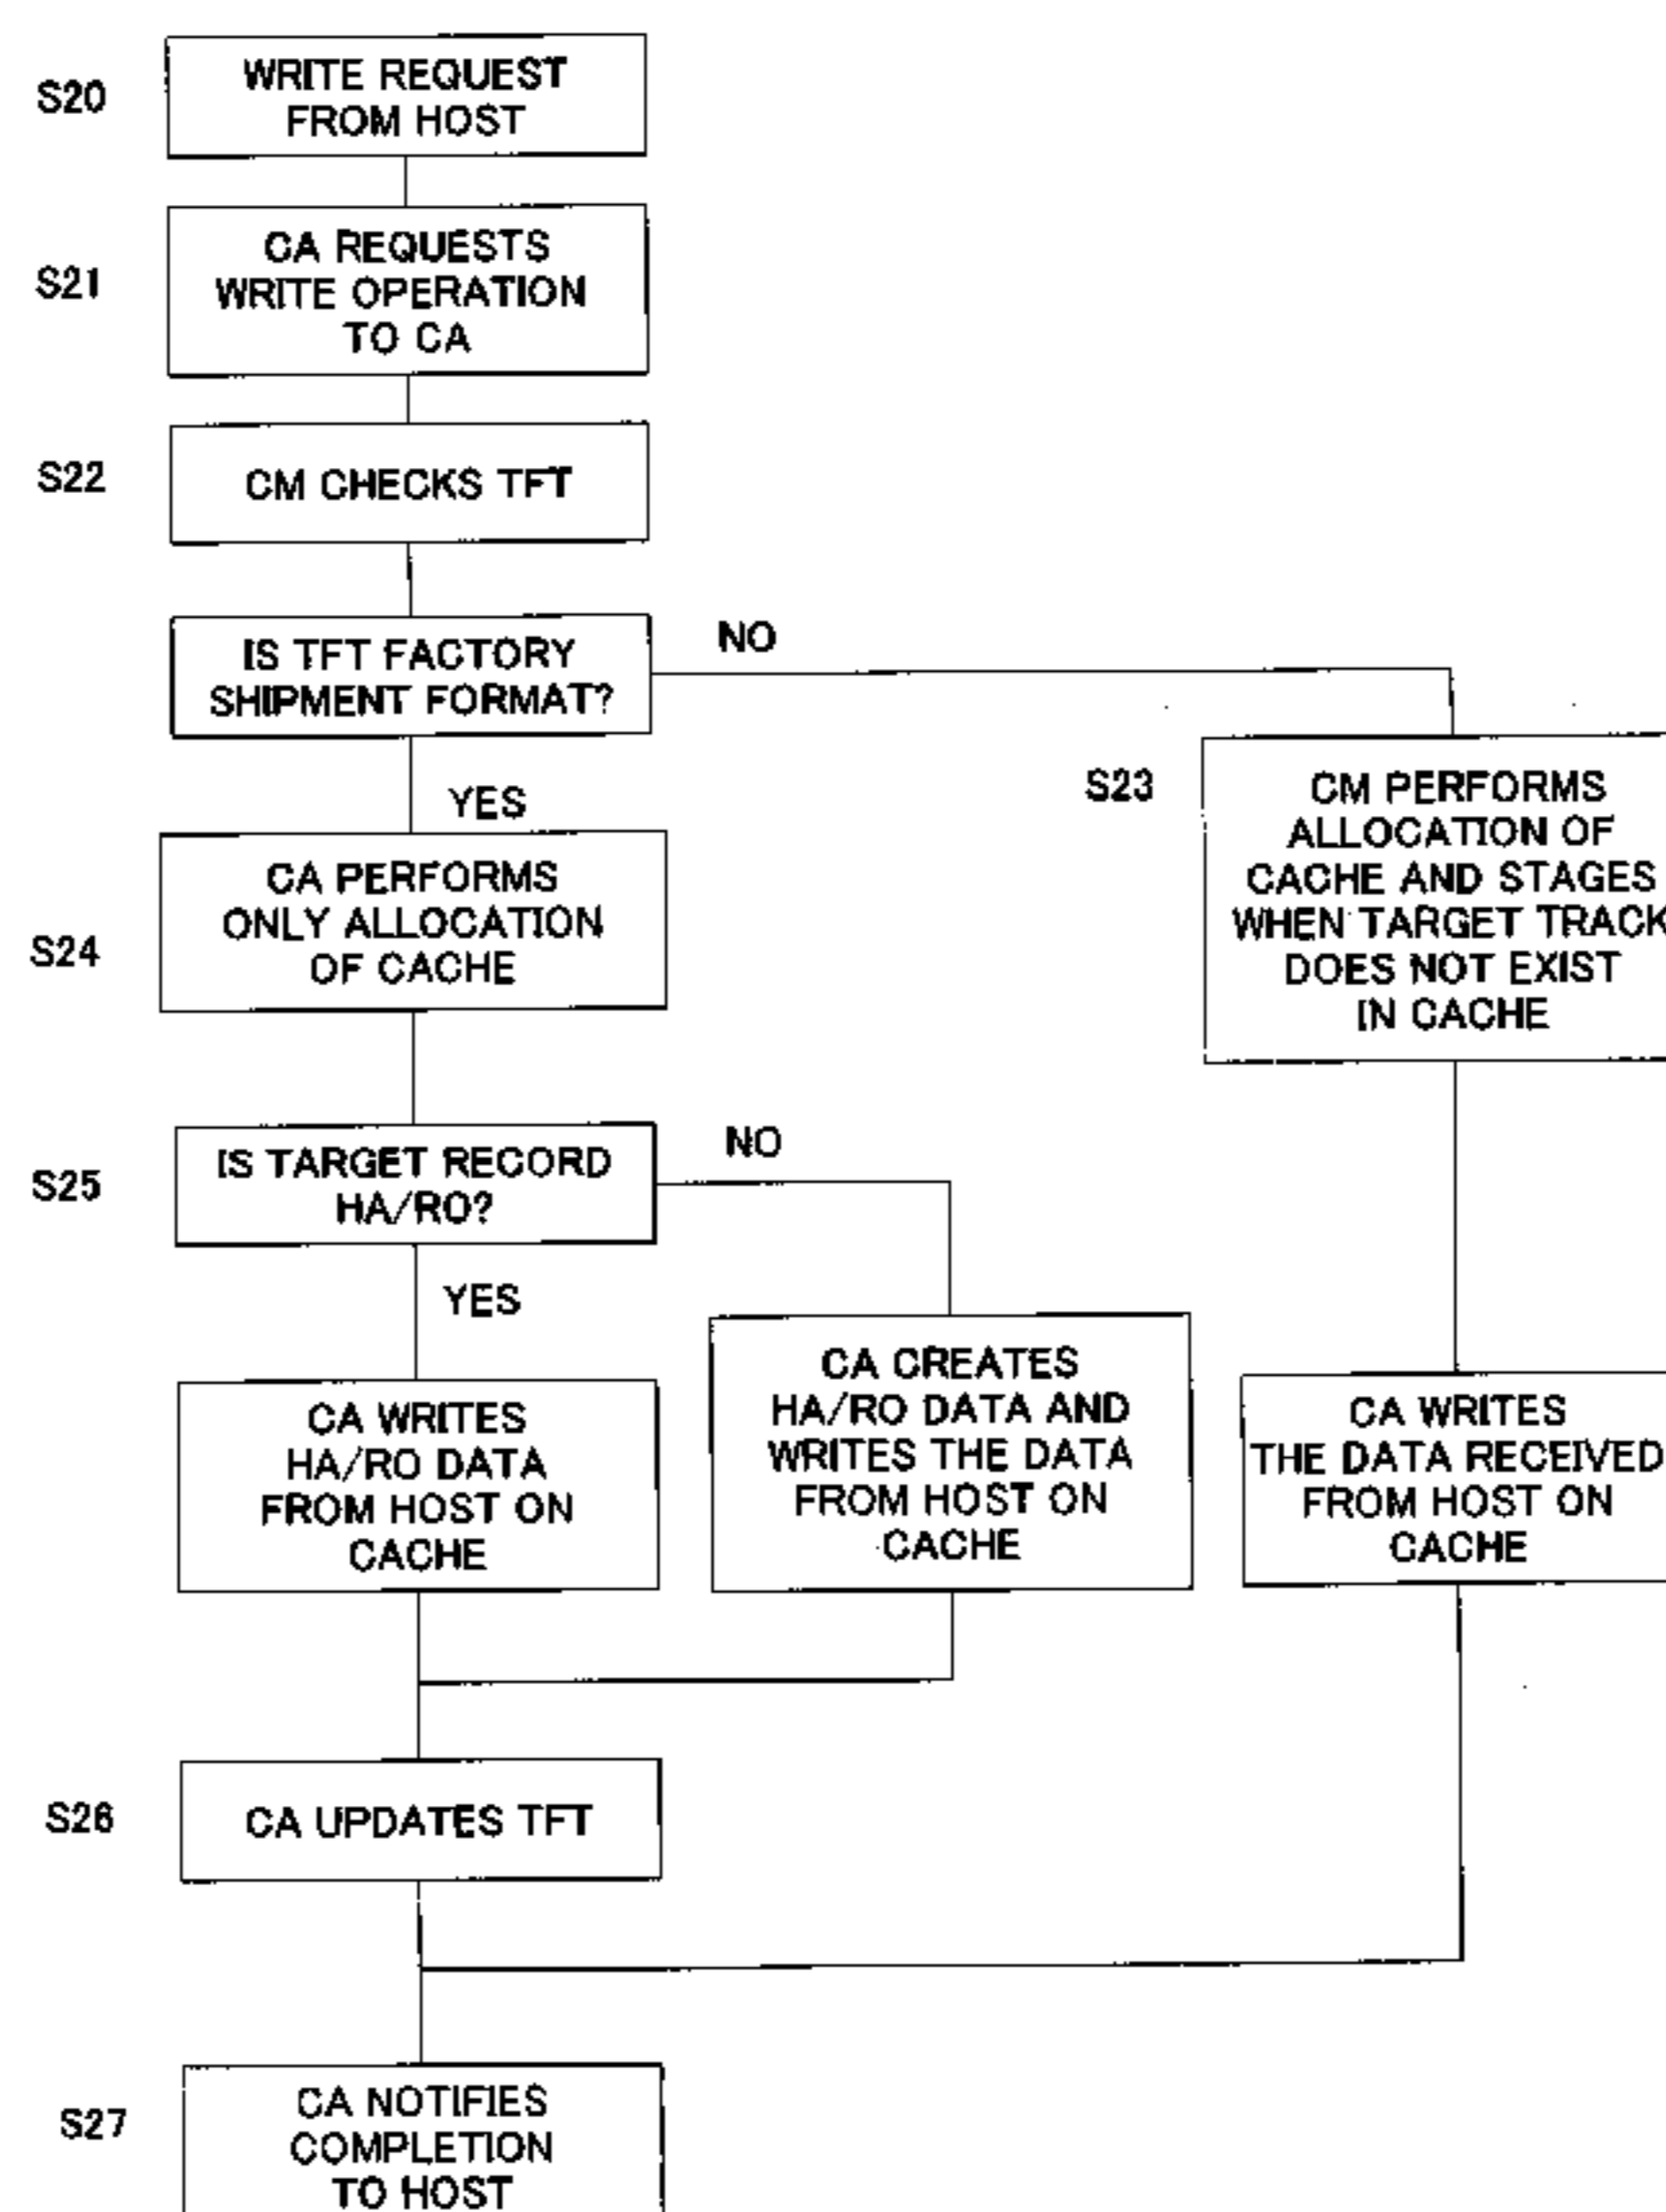 S20
WRITE REQUEST
FROM HOST
S21
CA REQUESTS
WRITE OPERATION
TO CA
S22
CM CHECKS TFT
IS TFT FACTORY
SHIPMENT FORMAT?
NO
YES
S23
CM PERFORMS
ALLOCATION OF
CACHE AND STAGES
WHEN TARGET TRACK
DOES NOT EXIST
IN CACHE
S24
CA PERFORMS
ONLY ALLOCATION
OF CACHE
S25
IS TARGET RECORD
HA/RO?
NO
YES
CA WRITES
HA/RO DATA
FROM HOST ON
CACHE
CA CREATES
HA/RO DATA AND
WRITES THE DATA
FROM HOST ON
CACHE
CA WRITES
THE DATA RECEIVED
FROM HOST ON
CACHE
S26
CA UPDATES TFT
S27
CA NOTIFIES
COMPLETION
TO HOST